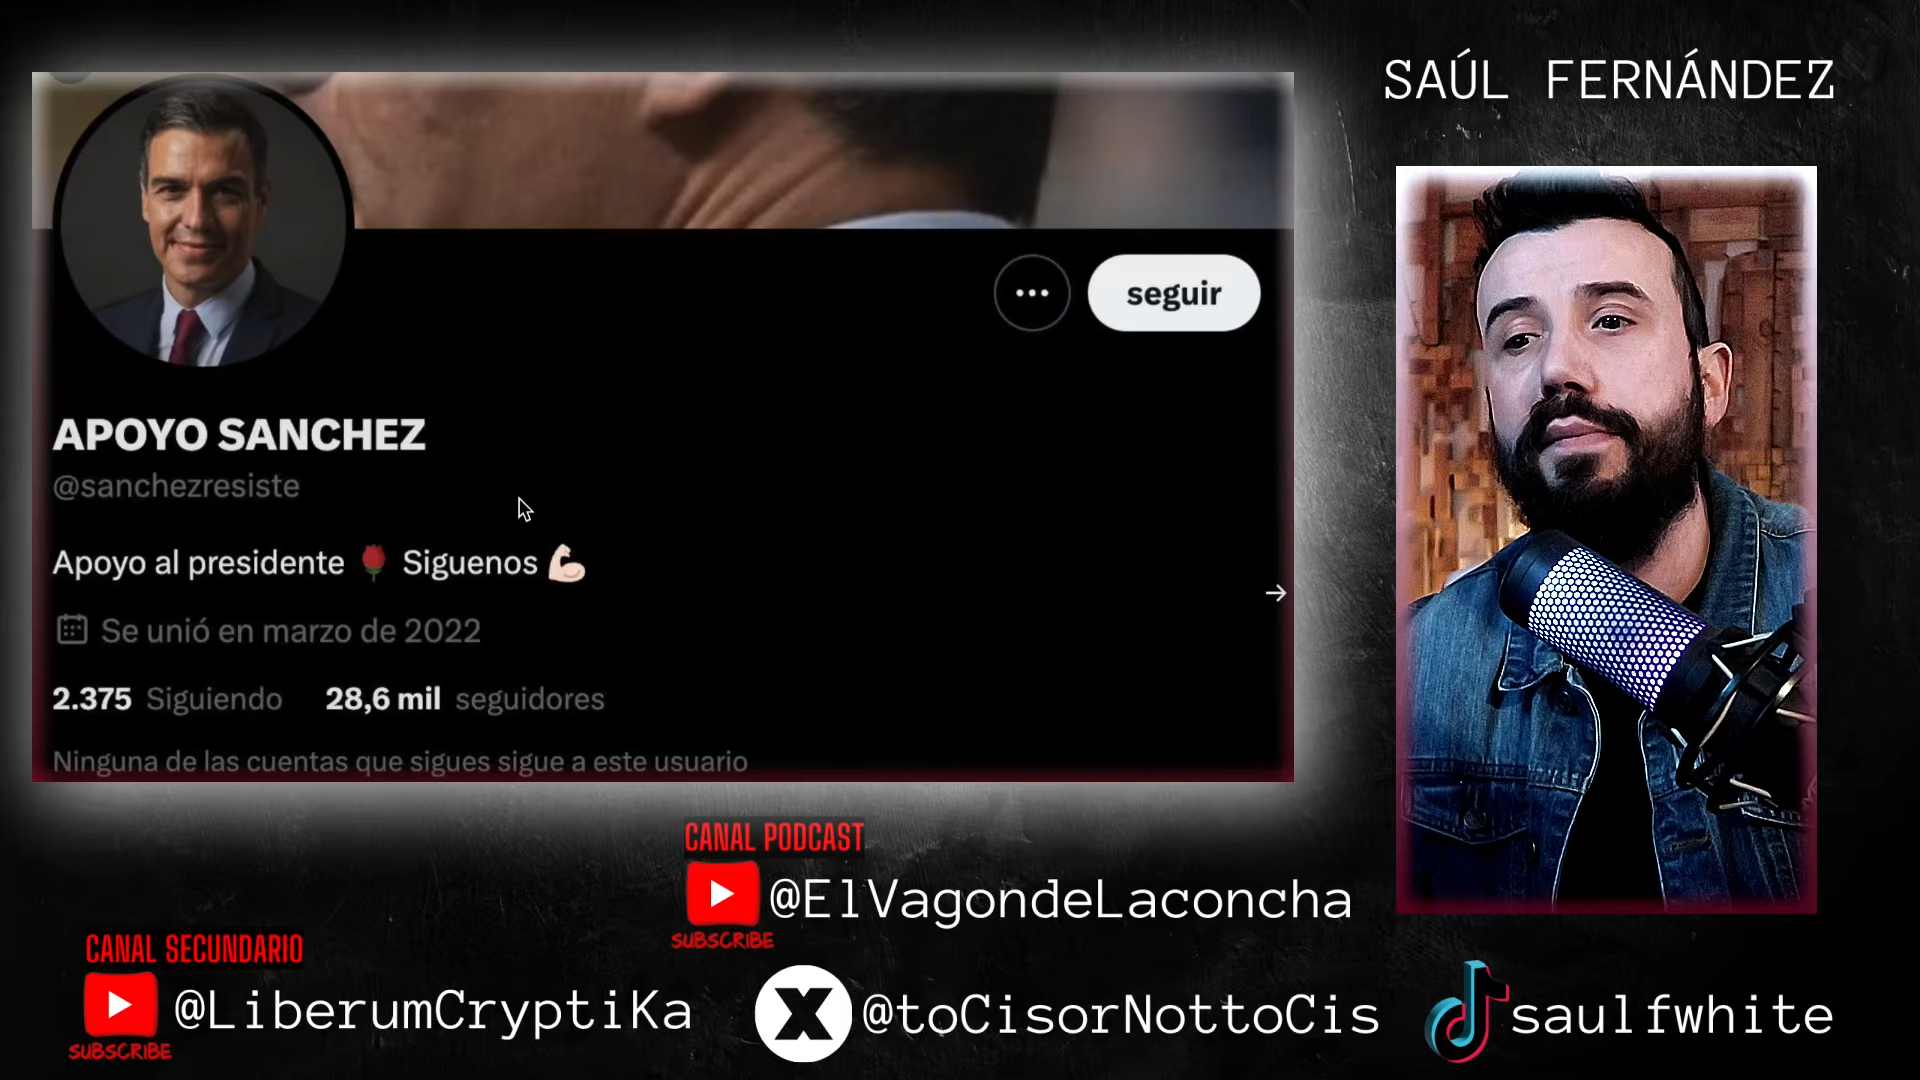 SAÚL FERNÁNDEZ
seguir
APOYO SANCHEZ
@sanchezresiste
Apoyo al presidente 🌹 Siguenos 💪🏻
Se unió en marzo de 2022
2.375 Siguiendo 28,6 mil seguidores
Ninguna de las cuentas que sigues sigue a este usuario
CANAL PODCAST
@ElVagondeLaconcha
SUBSCRIBE
CANAL SECUNDARIO
@LiberumCryptiKa
SUBSCRIBE
X @toCisorNottoCis
saulfwhite